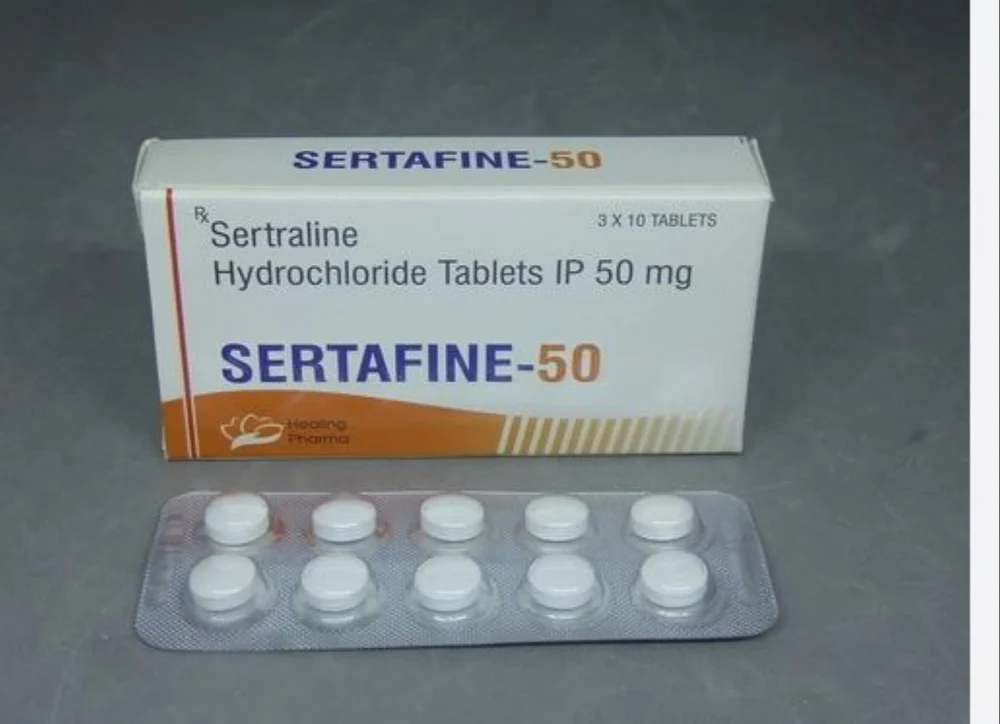 SERTAFINE-50
℞
3 X 10 TABLETS
Sertraline
Hydrochloride Tablets IP 50 mg
SERTAFINE-50
Healing
Pharma